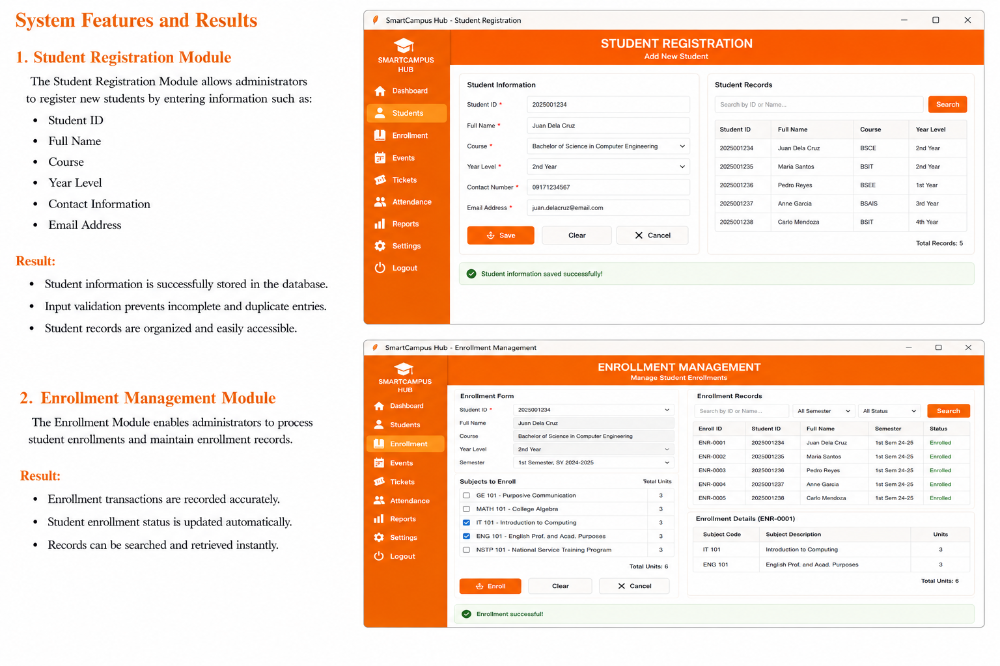 System Features and Results
1. Student Registration Module
The Student Registration Module allows administrators
to register new students by entering information such as:
• Student ID
• Full Name
• Course
• Year Level
• Contact Information
• Email Address
Result:
• Student information is successfully stored in the database.
• Input validation prevents incomplete and duplicate entries.
• Student records are organized and easily accessible.
2. Enrollment Management Module
The Enrollment Module enables administrators to process
student enrollments and maintain enrollment records.
Result:
• Enrollment transactions are recorded accurately.
• Student enrollment status is updated automatically.
• Records can be searched and retrieved instantly.
SmartCampus Hub - Student Registration
SMARTCAMPUS
HUB
Dashboard
Students
Enrollment
Events
Tickets
Attendance
Reports
Settings
Logout
STUDENT REGISTRATION
Add New Student
Student Information
Student ID * 2025001234
Full Name * Juan Dela Cruz
Course * Bachelor of Science in Computer Engineering
Year Level * 2nd Year
Contact Number * 09171234567
Email Address * juan.delacruz@email.com
Save Clear Cancel
Student Records
Search by ID or Name... Search
Student ID Full Name Course Year Level
2025001234 Juan Dela Cruz BSCE 2nd Year
2025001235 Maria Santos BSIT 2nd Year
2025001236 Pedro Reyes BSEE 1st Year
2025001237 Anne Garcia BSAIS 3rd Year
2025001238 Carlo Mendoza BSIT 4th Year
Total Records: 5
Student information saved successfully!
SmartCampus Hub - Enrollment Management
SMARTCAMPUS
HUB
Dashboard
Students
Enrollment
Events
Tickets
Attendance
Reports
Settings
Logout
ENROLLMENT MANAGEMENT
Manage Student Enrollments
Enrollment Form
Student ID * 2025001234
Full Name Juan Dela Cruz
Course Bachelor of Science in Computer Engineering
Year Level 2nd Year
Semester 1st Semester, SY 2024-2025
Subjects to Enroll Total Units
GE 101 - Purposive Communication 3
MATH 101 - College Algebra 3
IT 101 - Introduction to Computing 3
ENG 101 - English Prof. and Acad. Purposes 3
NSTP 101 - National Service Training Program 3
Total Units: 6
Enroll Clear Cancel
Enrollment Records
Search by ID or Name... All Semester All Status Search
Enroll ID Student ID Full Name Semester Status
ENR-0001 2025001234 Juan Dela Cruz 1st Sem 24-25 Enrolled
ENR-0002 2025001235 Maria Santos 1st Sem 24-25 Enrolled
ENR-0003 2025001236 Pedro Reyes 1st Sem 24-25 Enrolled
ENR-0004 2025001237 Anne Garcia 1st Sem 24-25 Enrolled
ENR-0005 2025001238 Carlo Mendoza 1st Sem 24-25 Enrolled
Enrollment Details (ENR-0001)
Subject Code Subject Description Units
IT 101 Introduction to Computing 3
ENG 101 English Prof. and Acad. Purposes 3
Total Units: 6
Enrollment successful!